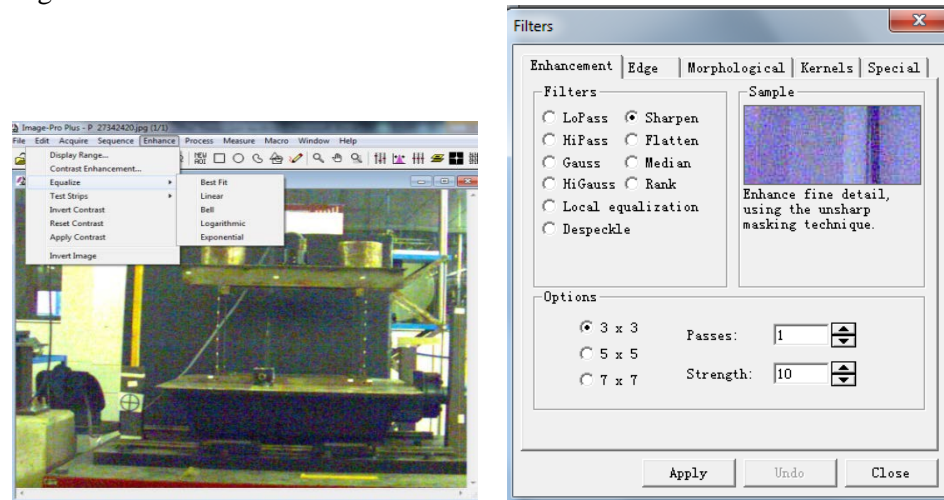 Image-Pro Plus - P_27342420.jpg (1/1)
File Edit Acquire Sequence Enhance Process Measure Macro Window Help
Display Range...
Contrast Enhancement...
Equalize
Test Strips
Invert Contrast
Reset Contrast
Apply Contrast
Invert Image
Best Fit
Linear
Bell
Logarithmic
Exponential
NEW
AOI
Filters
Enhancement Edge Morphological Kernels Special
Filters
LoPass Sharpen
HiPass Flatten
Gauss Median
HiGauss Rank
Local equalization
Despeckle
Sample
Enhance fine detail,
using the unsharp
masking technique.
Options
3 x 3
5 x 5
7 x 7
Passes: 1
Strength: 10
Apply Undo Close